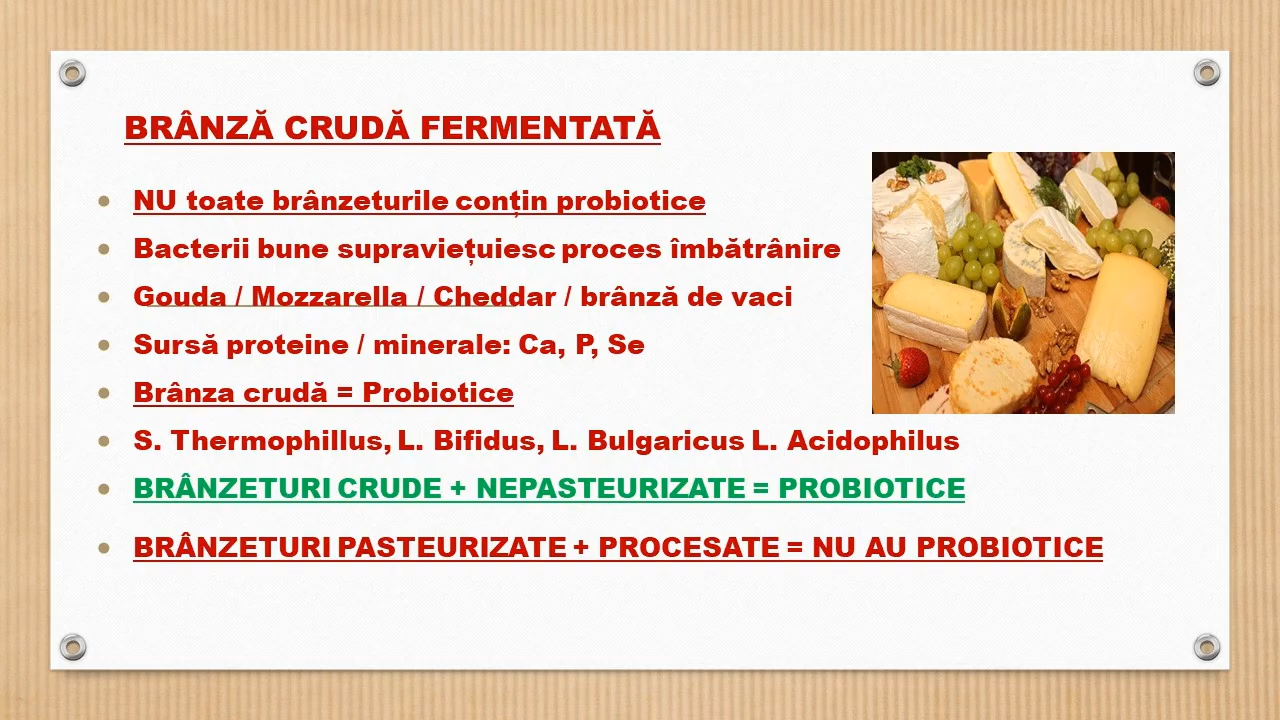 BRÂNZĂ CRUDĂ FERMENTATĂ
NU toate brânzeturile conțin probiotice
Bacterii bune supraviețuiesc proces îmbătrânire
Gouda / Mozzarella / Cheddar / brânză de vaci
Sursă proteine / minerale: Ca, P, Se
Brânza crudă = Probiotice
S. Thermophillus, L. Bifidus, L. Bulgaricus L. Acidophilus
BRÂNZETURI CRUDE + NEPASTEURIZATE = PROBIOTICE
BRÂNZETURI PASTEURIZATE + PROCESATE = NU AU PROBIOTICE